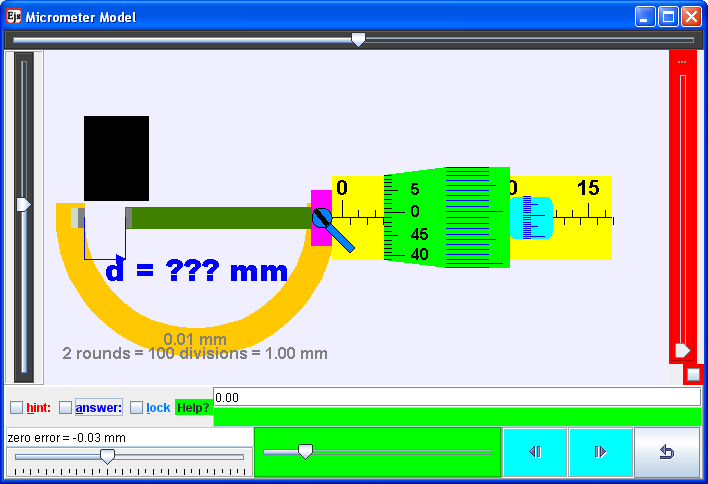 Ejs Micrometer Model
...
0 0 15
5
0
45
40
d = ??? mm
0.01 mm
2 rounds = 100 divisions = 1.00 mm
hint: answer: lock Help? 0.00
zero error = -0.03 mm